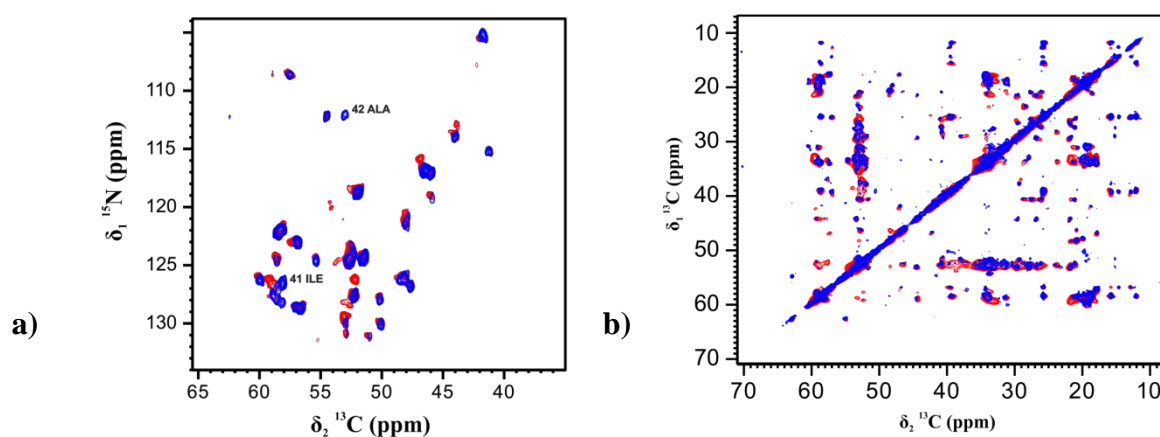 a)
δ₁ ¹⁵N (ppm)
110
115
120
125
130
42 ALA
41 ILE
65 60 55 50 45 40
δ₂ ¹³C (ppm)
b)
δ₁ ¹³C (ppm)
10
20
30
40
50
60
70
70 60 50 40 30 20 10
δ₂ ¹³C (ppm)